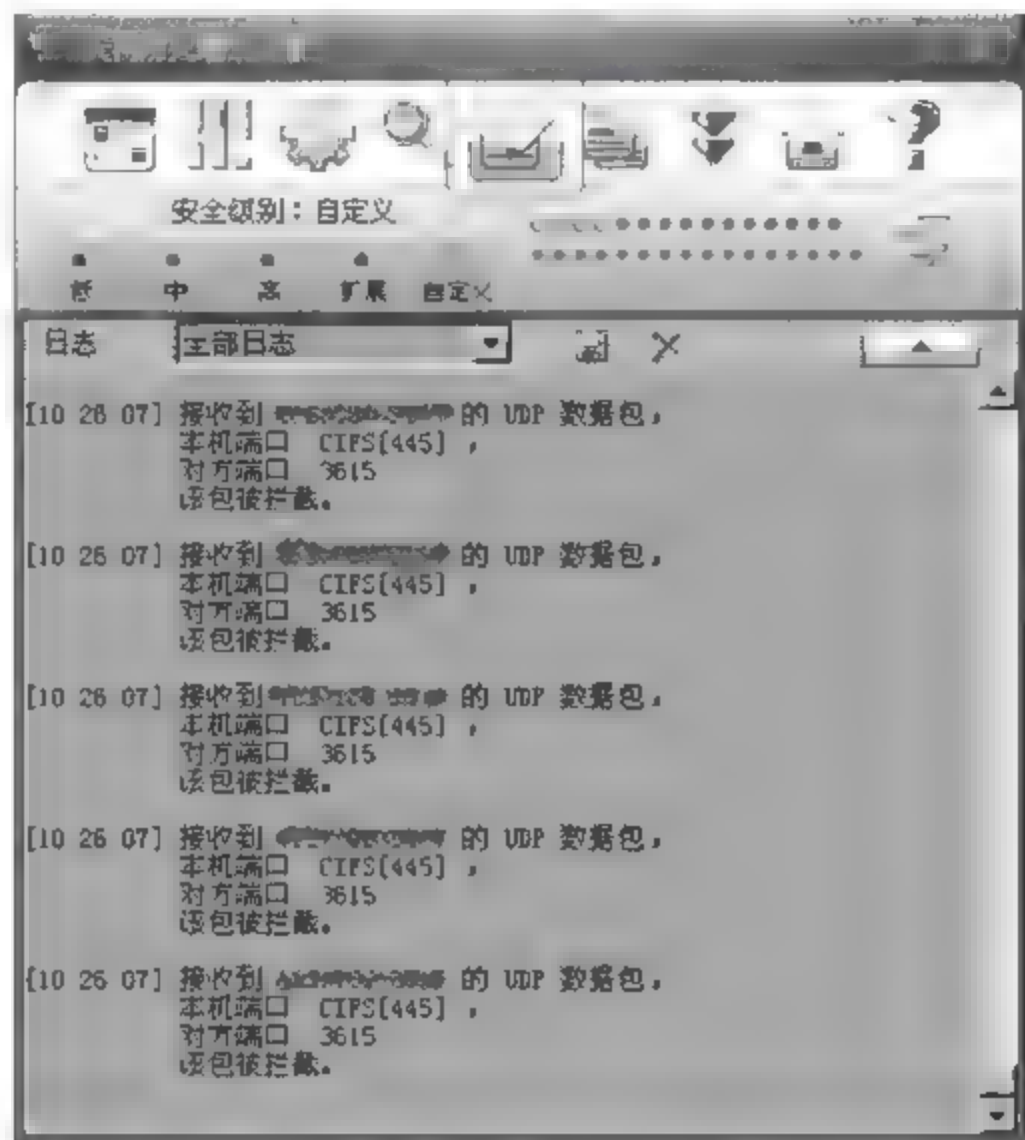 安全级别：自定义
低 中 高 扩展 自定义
日志 全部日志
[10 26 07] 接收到 的 UDP 数据包，
本机端口 CIFS[445] ，
对方端口 3615
该包被拦截。
[10 26 07] 接收到 的 UDP 数据包，
本机端口 CIFS[445] ，
对方端口 3615
该包被拦截。
[10 26 07] 接收到 的 UDP 数据包，
本机端口 CIFS[445] ，
对方端口 3615
该包被拦截。
[10 26 07] 接收到 的 UDP 数据包，
本机端口 CIFS[445] ，
对方端口 3615
该包被拦截。
[10 26 07] 接收到 的 UDP 数据包，
本机端口 CIFS[445] ，
对方端口 3615
该包被拦截。